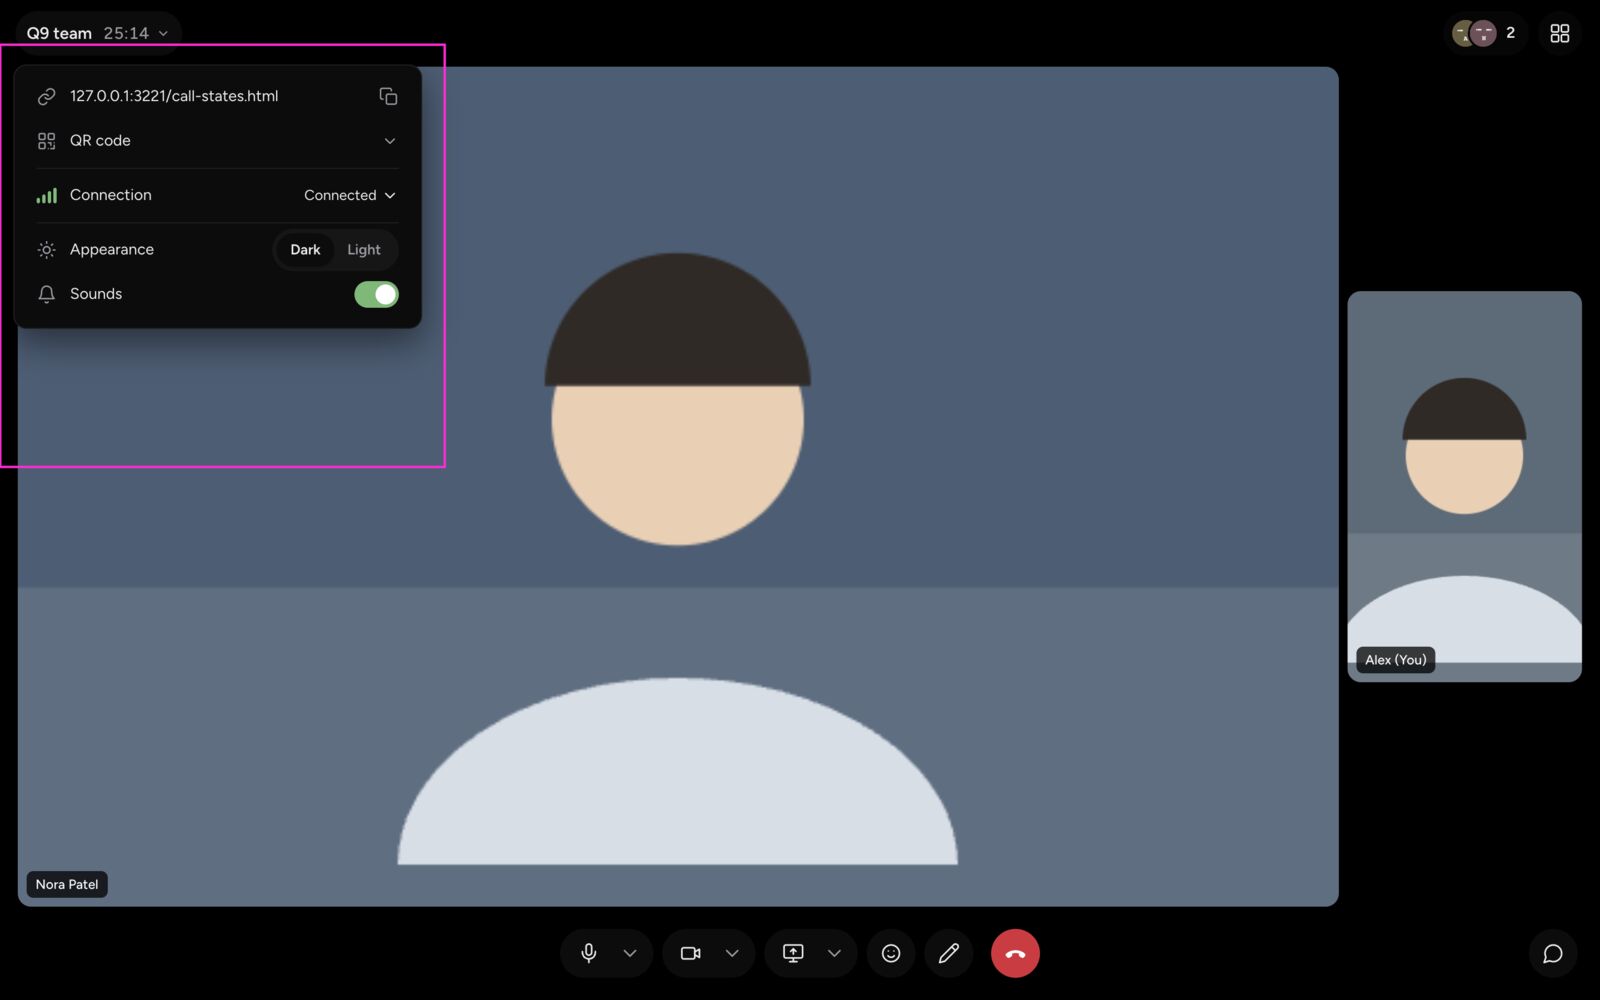 Q9 team 25:14
2
127.0.0.1:3221/call-states.html
QR code
Connection Connected
Appearance Dark Light
Sounds
Alex (You)
Nora Patel